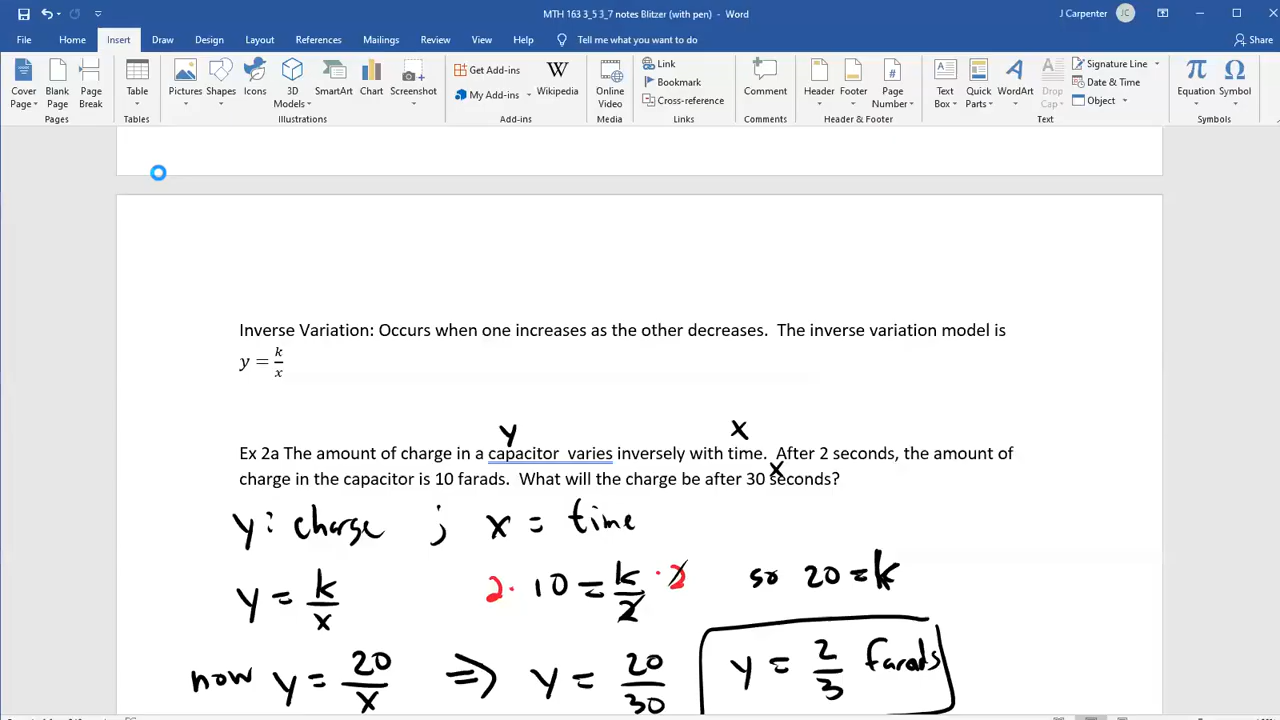 MTH 163 3_5 3_7 notes Blitzer (with pen) - Word
J Carpenter JC
File Home Insert Draw Design Layout References Mailings Review View Help Tell me what you want to do Share
Cover Page
Blank Page
Page Break
Pages
Table
Tables
Pictures
Shapes
Icons
3D Models
SmartArt
Chart
Screenshot
Illustrations
Get Add-ins
My Add-ins
Wikipedia
Add-ins
Online Video
Media
Link
Bookmark
Cross-reference
Links
Comment
Comments
Header
Footer
Page Number
Header & Footer
Text Box
Quick Parts
WordArt
Drop Cap
Signature Line
Date & Time
Object
Text
Equation
Symbol
Symbols
Inverse Variation: Occurs when one increases as the other decreases. The inverse variation model is
y = k/x
y x
Ex 2a The amount of charge in a capacitor varies inversely with time. After 2 seconds, the amount of
x
charge in the capacitor is 10 farads. What will the charge be after 30 seconds?
y: charge ; x = time
y = k/x 2· 10 = k/2 ·2 so 20 = k
now y = 20/x ⇒ y = 20/30 y = 2/3 farads